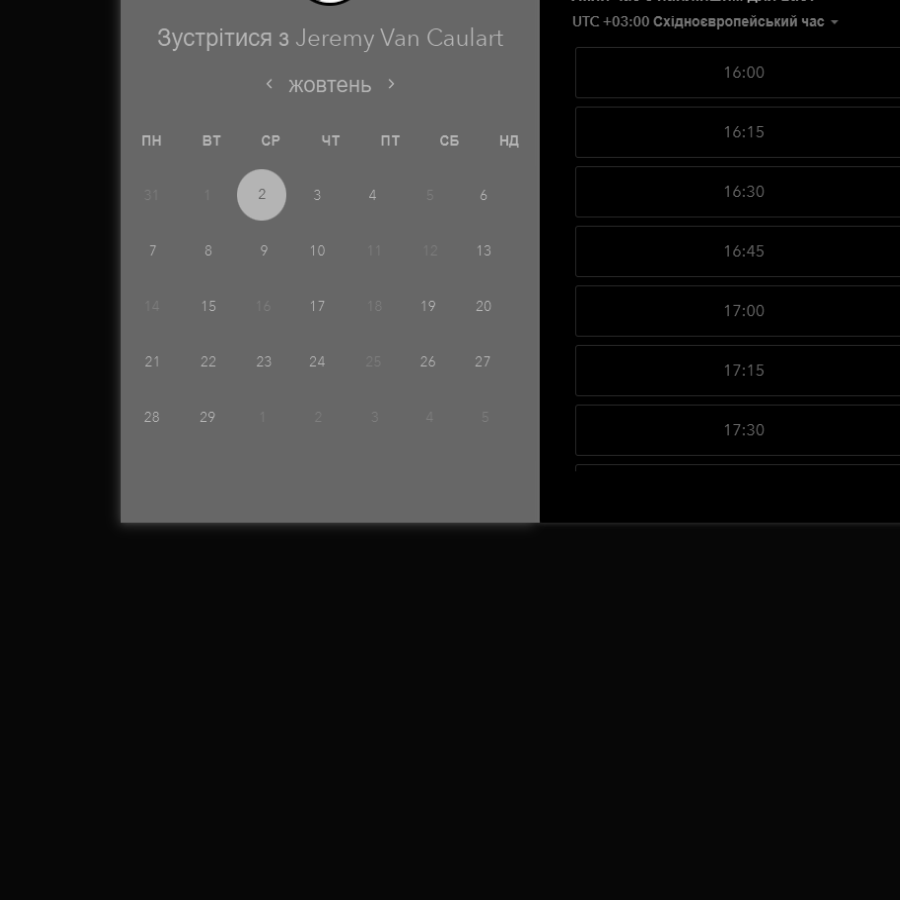 Зустрітися з Jeremy Van Caulart
жовтень
ПН ВТ СР ЧТ ПТ СБ НД
31 1 2 3 4 5 6
7 8 9 10 11 12 13
14 15 16 17 18 19 20
21 22 23 24 25 26 27
28 29 1 2 3 4 5
UTC +03:00 Східноєвропейський час
16:00
16:15
16:30
16:45
17:00
17:15
17:30